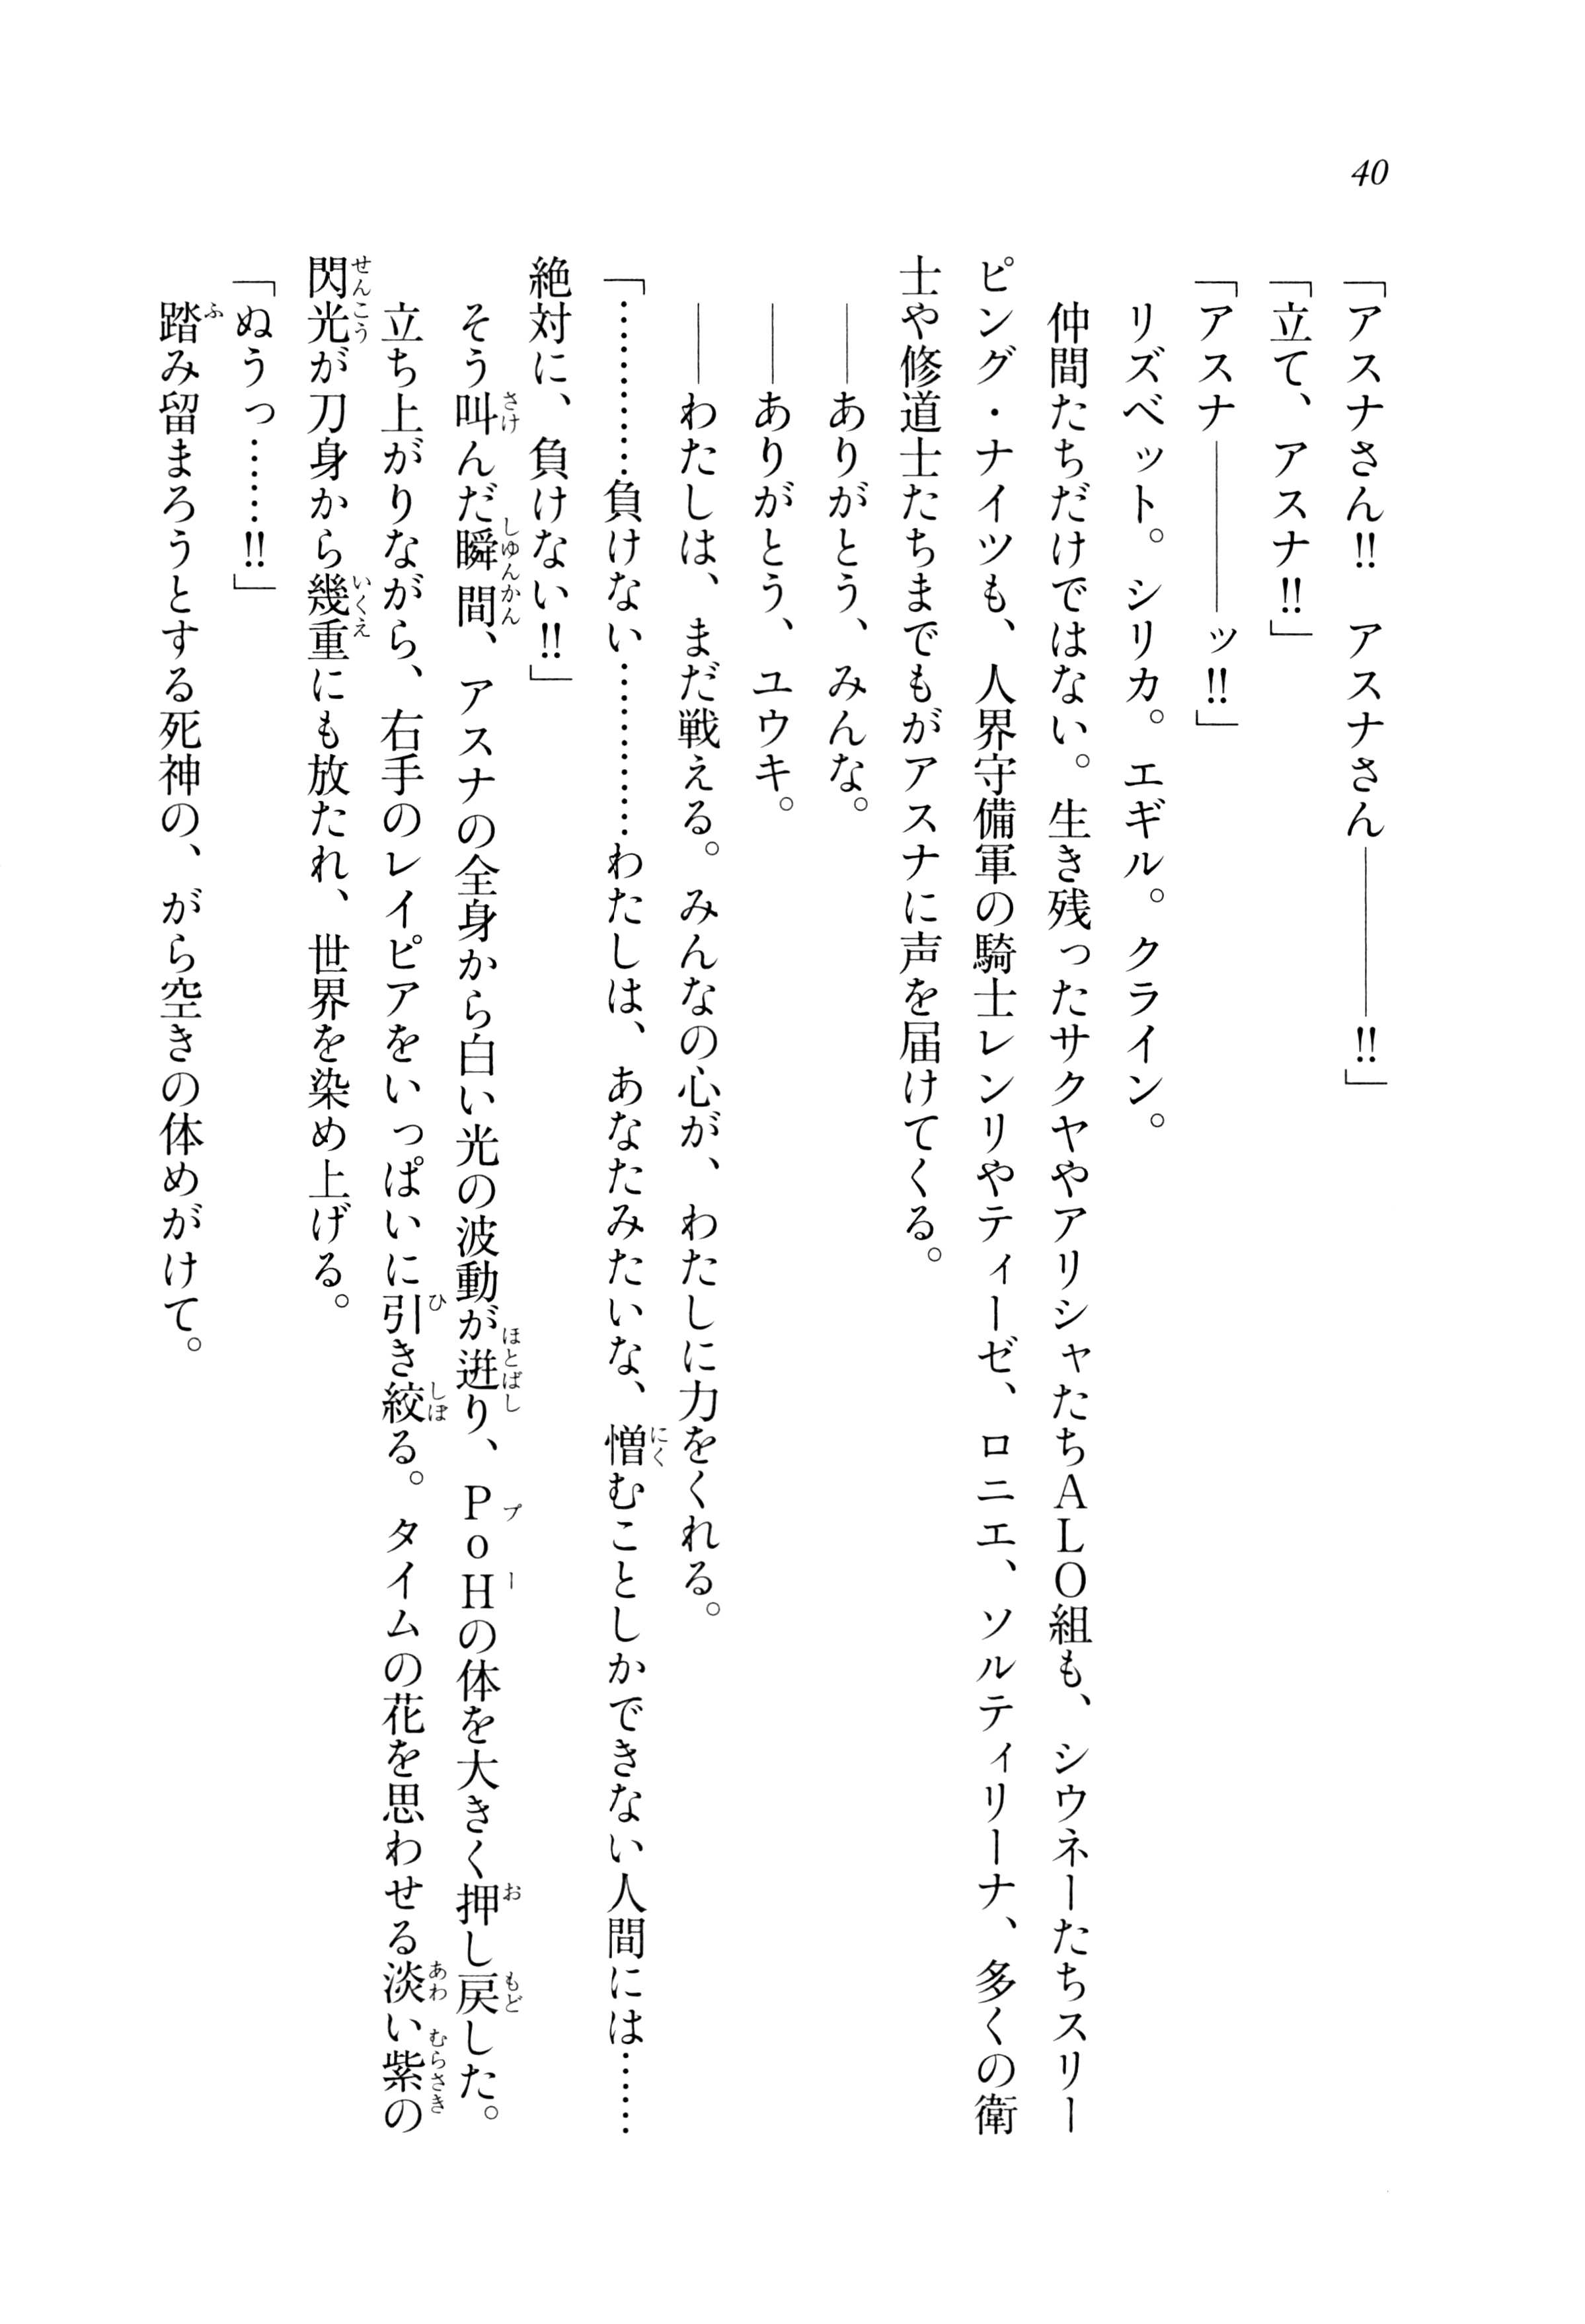 40
「アスナさん‼　アスナさん————‼」
「立て、アスナ‼」
「アスナ————ッ‼」
　リズベット。シリカ。エギル。クライン。
　仲間たちだけではない。生き残ったサクヤやアリシャたちＡＬＯ組も、シウネーたちスリー
ピング・ナイツも、人界守備軍の騎士レンリやティーゼ、ロニエ、ソルティリーナ、多くの衛
士や修道士たちまでもがアスナに声を届けてくる。
　——ありがとう、みんな。
　——ありがとう、ユウキ。
　——わたしは、まだ戦える。みんなの心が、わたしに力をくれる。
「…………負けない…………わたしは、あなたみたいな、憎むことしかできない人間には……
絶対に、負けない‼」
　そう叫んだ瞬間、アスナの全身から白い光の波動が迸り、ＰｏＨの体を大きく押し戻した。
　立ち上がりながら、右手のレイピアをいっぱいに引き絞る。タイムの花を思わせる淡い紫の
閃光が刀身から幾重にも放たれ、世界を染め上げる。
「ぬうっ……‼」
　踏み留まろうとする死神の、がら空きの体めがけて。